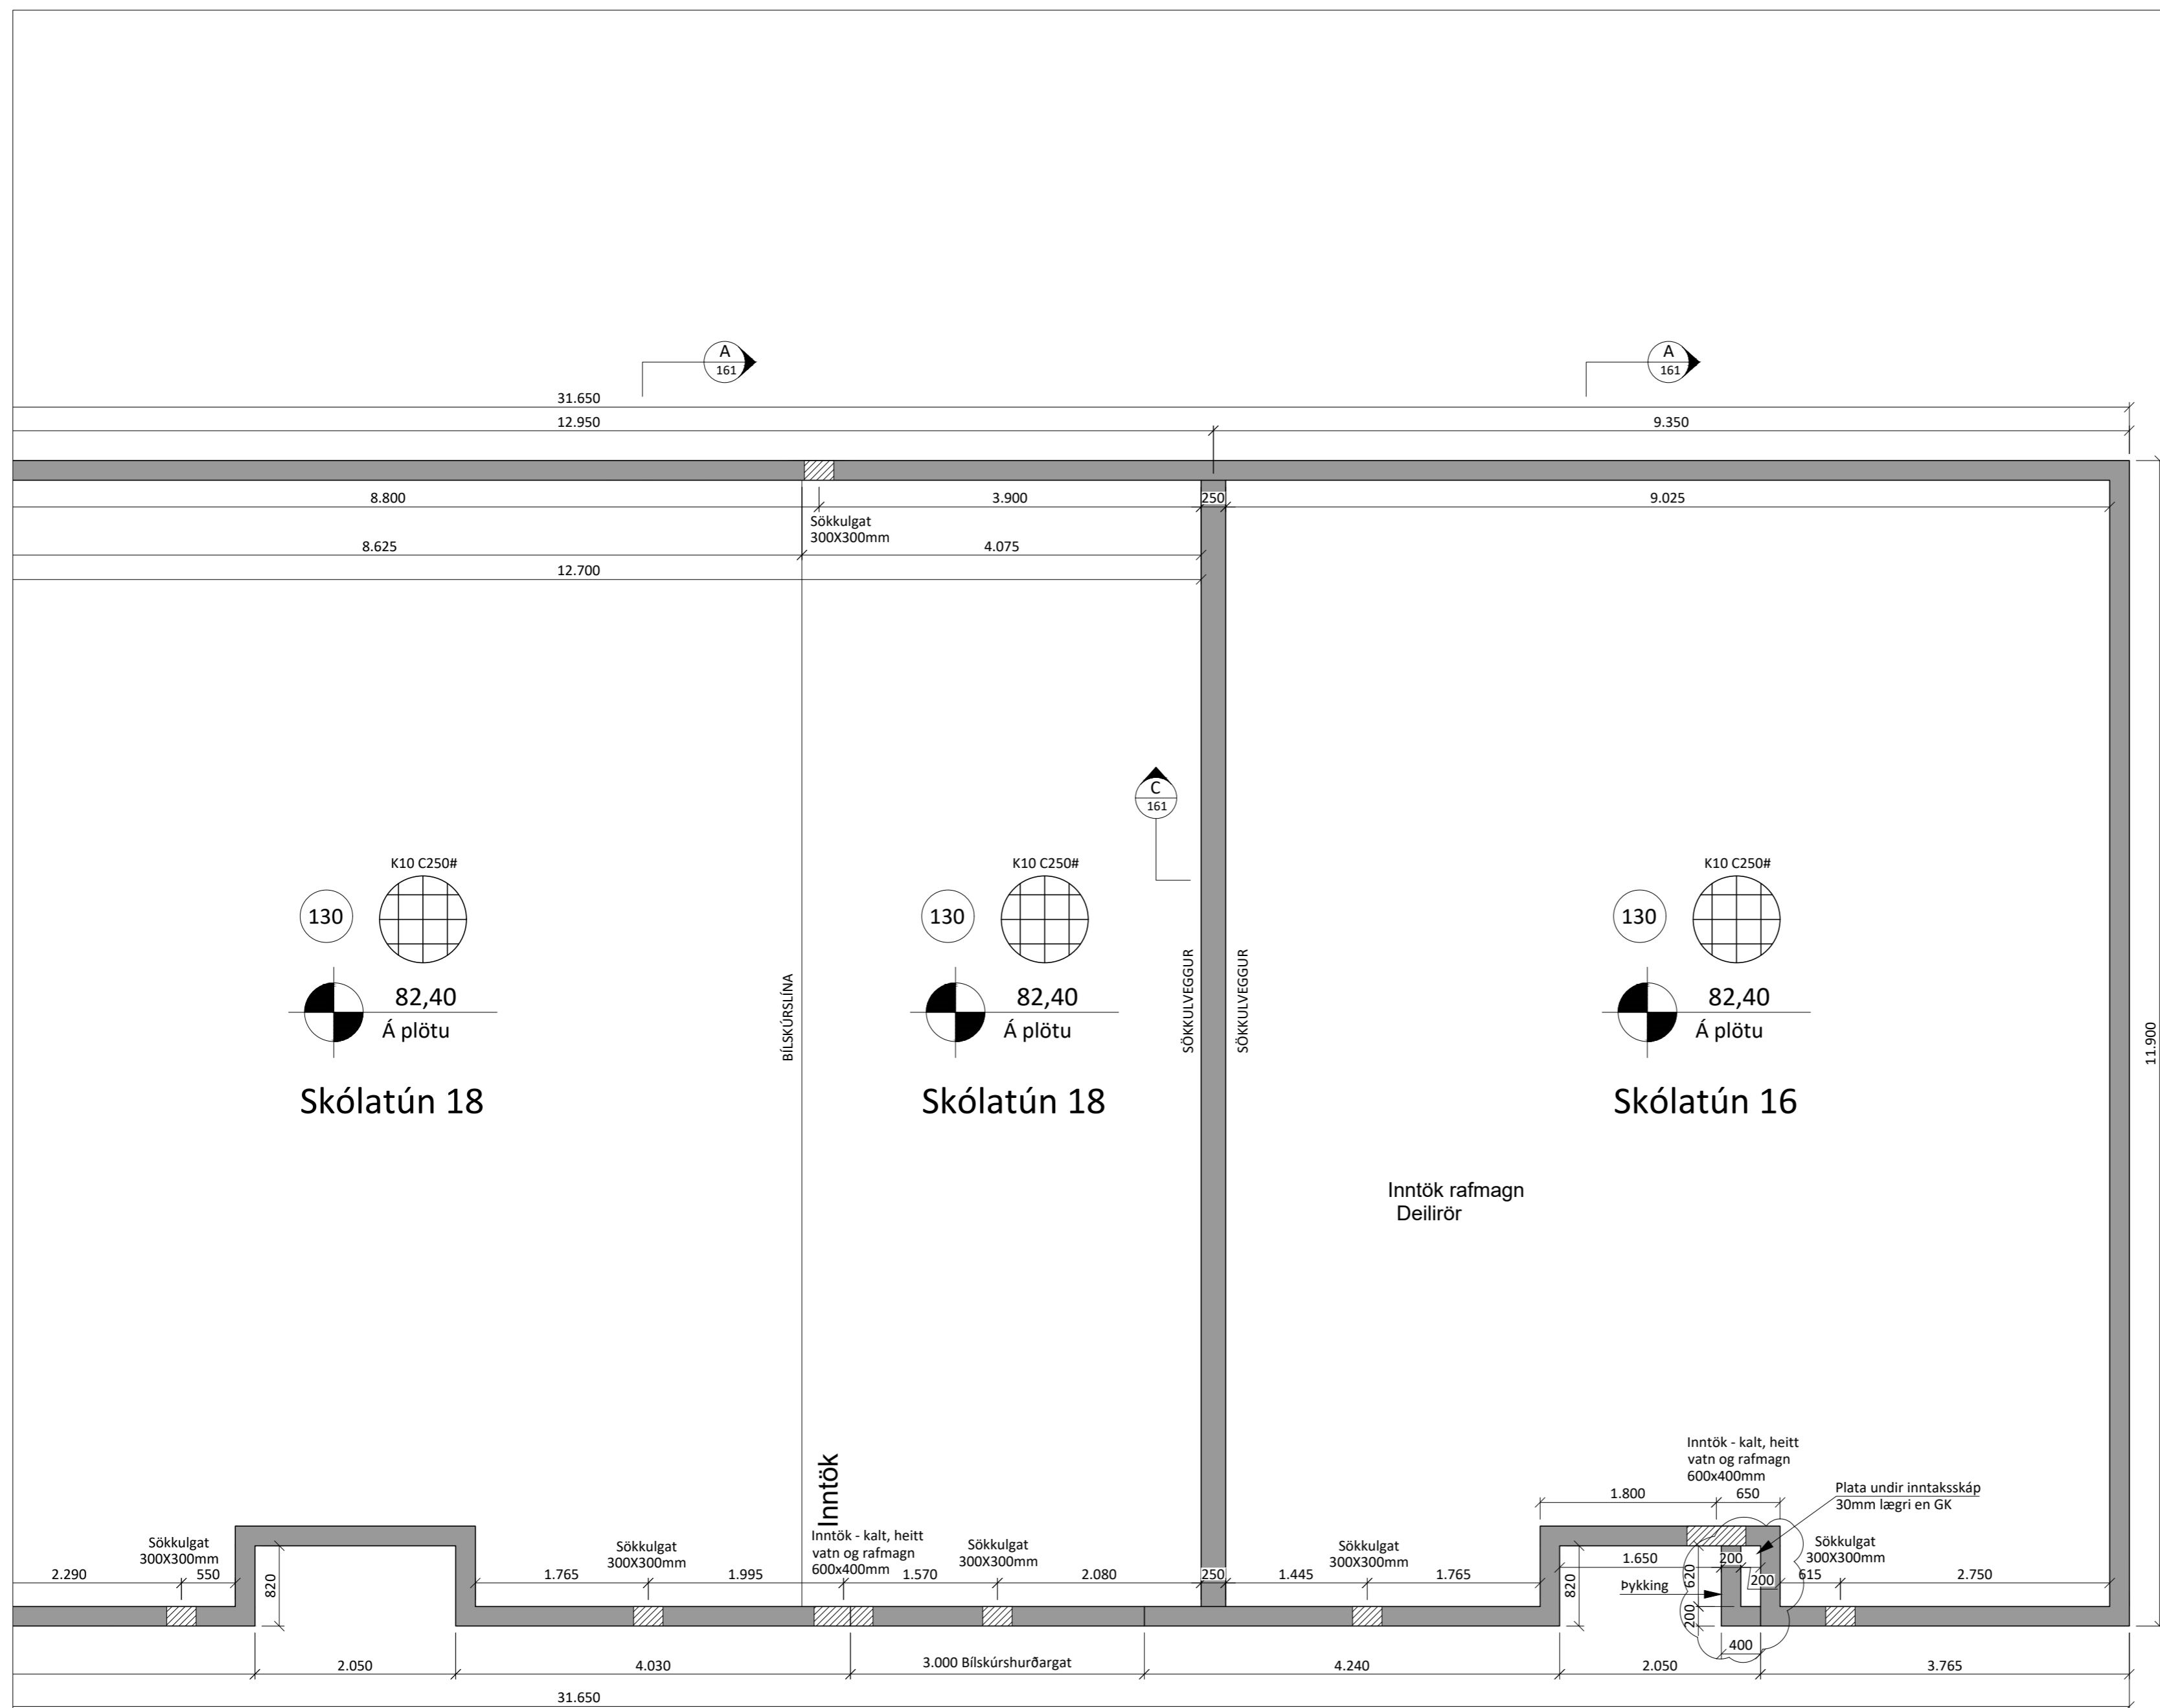 A
161
A
161
31.650
12.950
9.350
8.800
3.900
250
9.025
Sökkulgat
300X300mm
8.625
4.075
12.700
C
161
K10 C250#
130
82,40
Á plötu
Skólatún 18
BÍLSKÚRSLÍNA
K10 C250#
130
82,40
Á plötu
Skólatún 18
SÖKKULVEGGUR
SÖKKULVEGGUR
K10 C250#
130
82,40
Á plötu
Skólatún 16
11.900
Inntök rafmagn
Deilirör
Inntök
Inntök - kalt, heitt
vatn og rafmagn
600x400mm
Plata undir inntaksskáp
30mm lægri en GK
1.800
650
Sökkulgat
300X300mm
Sökkulgat
300X300mm
Inntök - kalt, heitt
vatn og rafmagn
600x400mm
Sökkulgat
300X300mm
Sökkulgat
300X300mm
Sökkulgat
300X300mm
2.290
550
820
1.765
1.995
1.570
2.080
250
1.445
1.765
820
1.650
200
620
200
615
2.750
Þykking
200
400
2.050
4.030
3.000 Bílskúrshurðargat
4.240
2.050
3.765
31.650